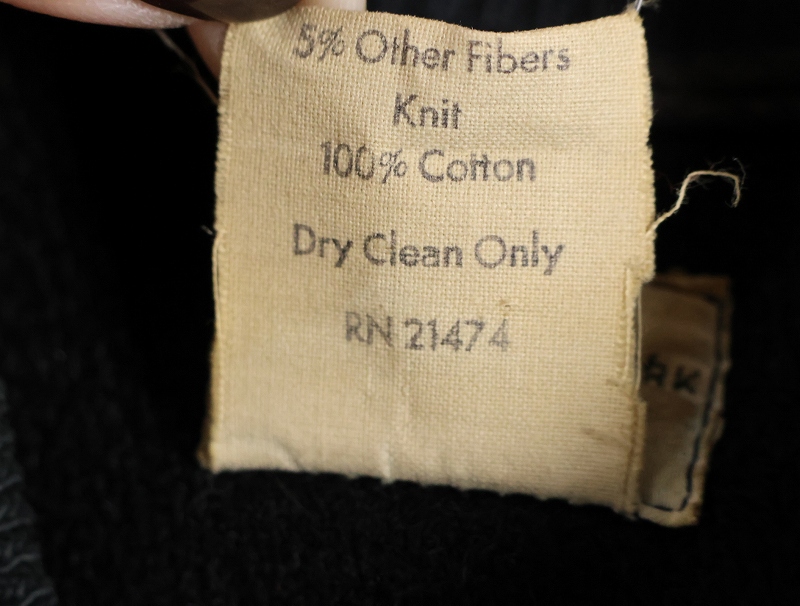 5% Other Fibers
Knit
100% Cotton
Dry Clean Only
RN 21474